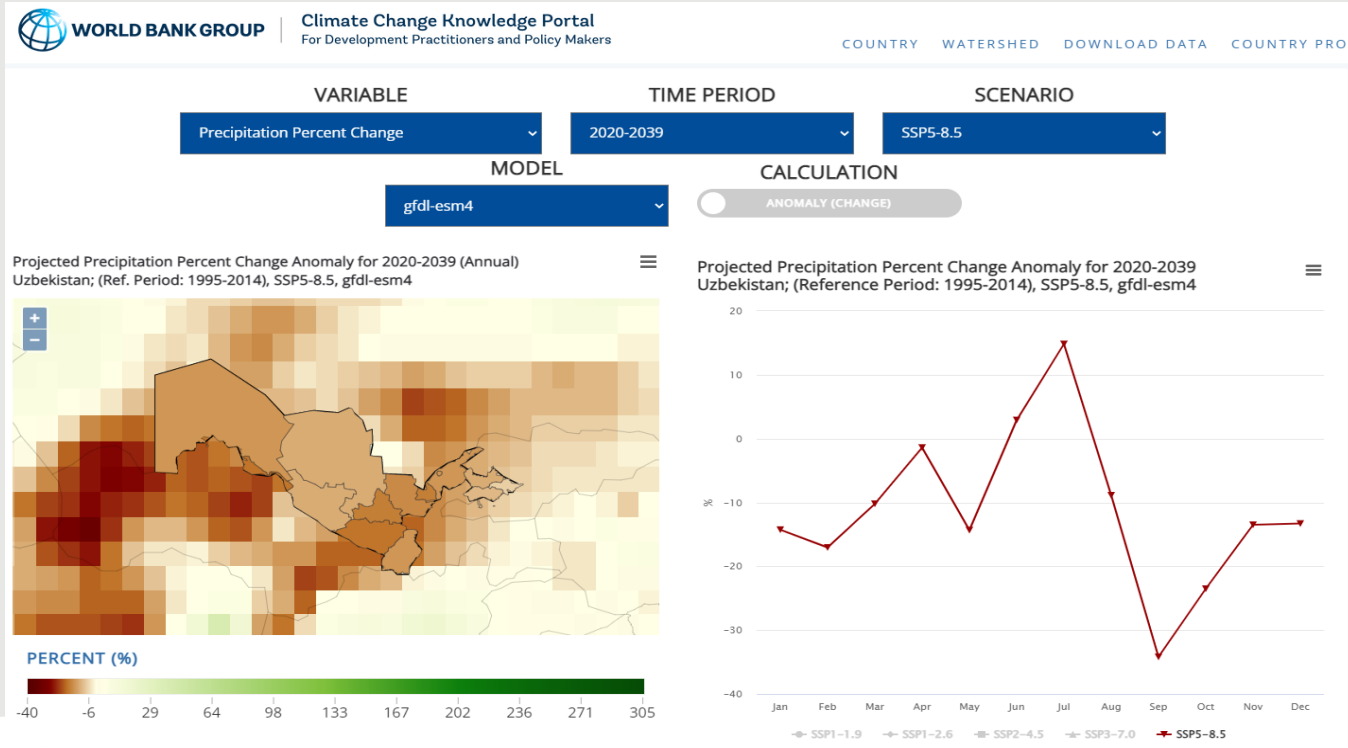 WORLD BANK GROUP
Climate Change Knowledge Portal
For Development Practitioners and Policy Makers
COUNTRY WATERSHED DOWNLOAD DATA COUNTRY PRO
VARIABLE TIME PERIOD SCENARIO
Precipitation Percent Change 2020-2039 SSP5-8.5
MODEL CALCULATION
gfdl-esm4 ANOMALY (CHANGE)
Projected Precipitation Percent Change Anomaly for 2020-2039 (Annual)
Uzbekistan; (Ref. Period: 1995-2014), SSP5-8.5, gfdl-esm4
+
−
PERCENT (%)
-40 -6 29 64 98 133 167 202 236 271 305
Projected Precipitation Percent Change Anomaly for 2020-2039
Uzbekistan; (Reference Period: 1995-2014), SSP5-8.5, gfdl-esm4
20
10
0
%
−10
−20
−30
−40
Jan Feb Mar Apr May Jun Jul Aug Sep Oct Nov Dec
SSP1−1.9 SSP1−2.6 SSP2−4.5 SSP3−7.0 SSP5−8.5